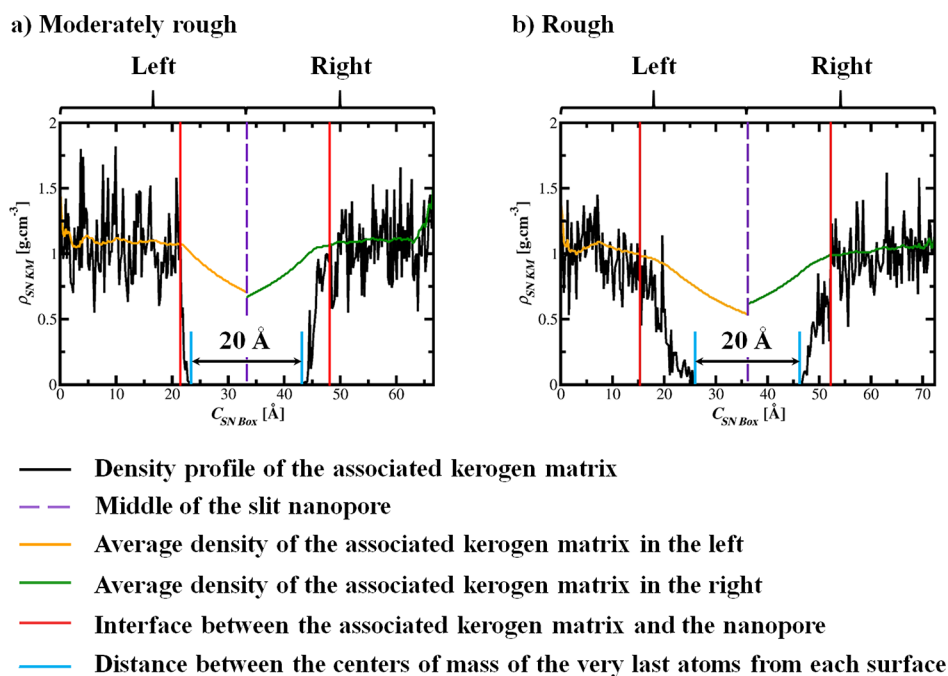 a) Moderately rough
b) Rough
Left
Right
Left
Right
2
1.5
1
0.5
0
ρSN KM [g.cm-3]
20 Å
0 10 20 30 40 50 60
CSN Box [Å]
2
1.5
1
0.5
0
ρSN KM [g.cm-3]
20 Å
0 10 20 30 40 50 60 70
CSN Box [Å]
Density profile of the associated kerogen matrix
Middle of the slit nanopore
Average density of the associated kerogen matrix in the left
Average density of the associated kerogen matrix in the right
Interface between the associated kerogen matrix and the nanopore
Distance between the centers of mass of the very last atoms from each surface